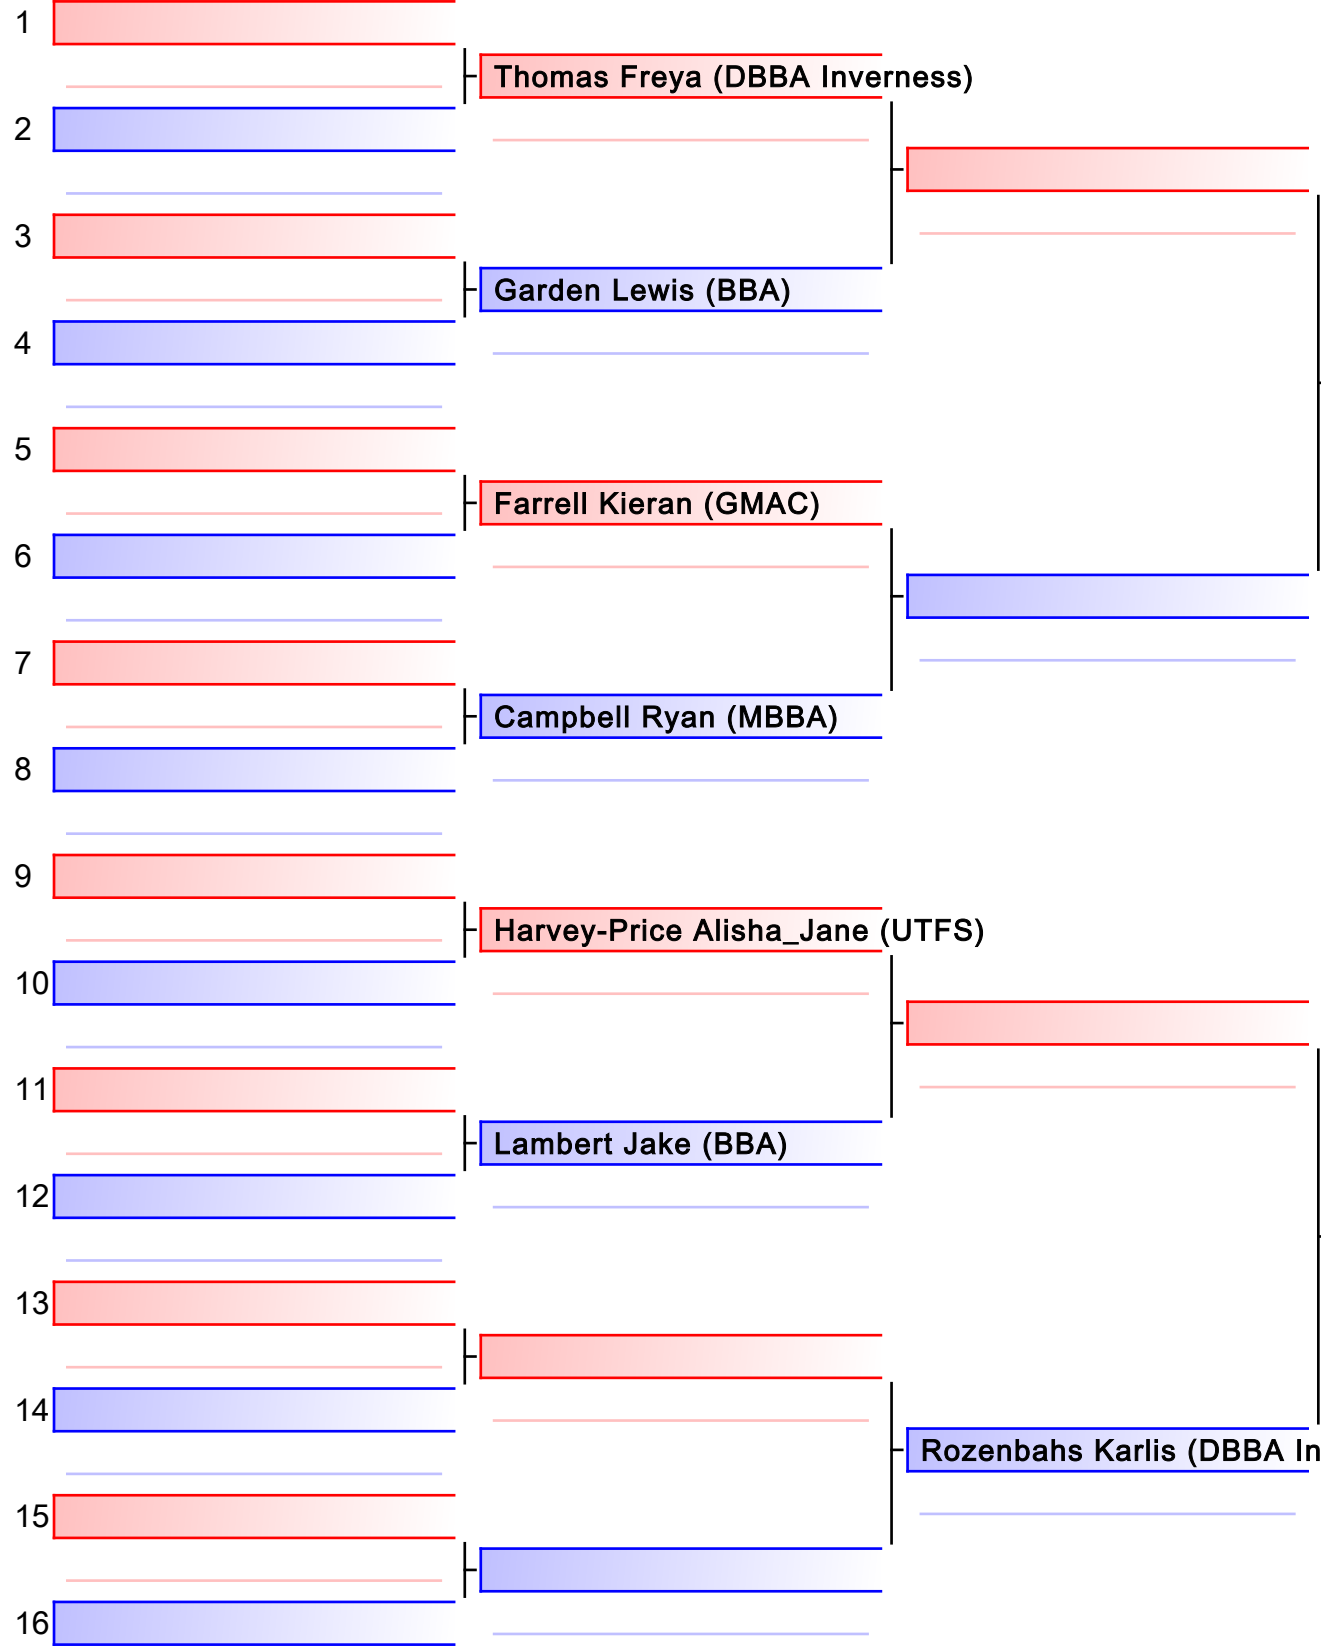 1
Thomas Freya (DBBA Inverness)
2
3
Garden Lewis (BBA)
4
5
Farrell Kieran (GMAC)
6
7
Campbell Ryan (MBBA)
8
9
Harvey-Price Alisha_Jane (UTFS)
10
11
Lambert Jake (BBA)
12
13
14
Rozenbahs Karlis (DBBA In
15
16